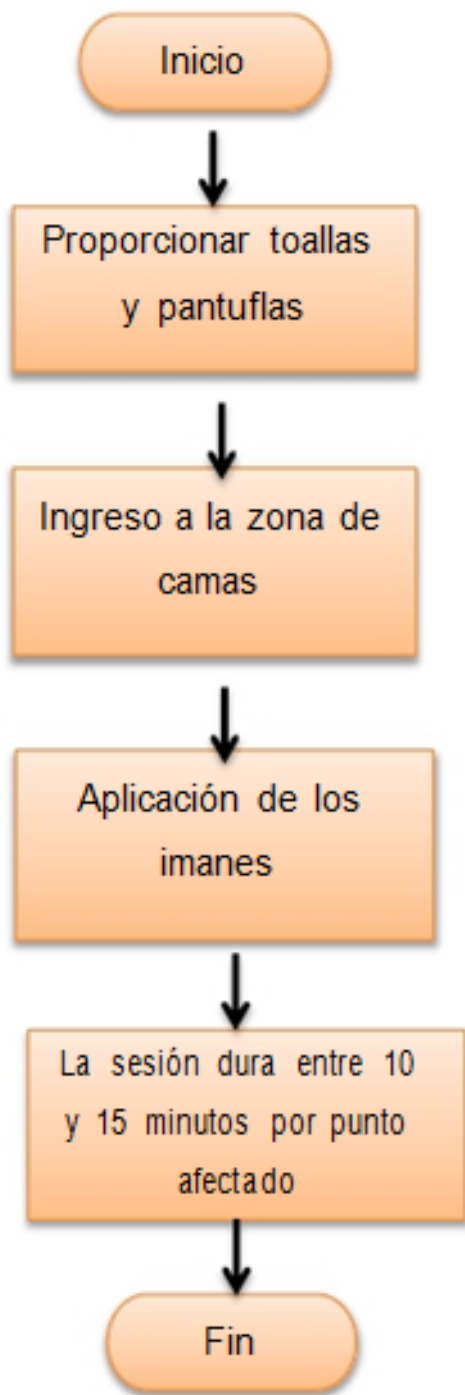 Inicio
Proporcionar toallas
y pantuflas
Ingreso a la zona de
camas
Aplicación de los
imanes
La sesión dura entre 10
y 15 minutos por punto
afectado
Fin